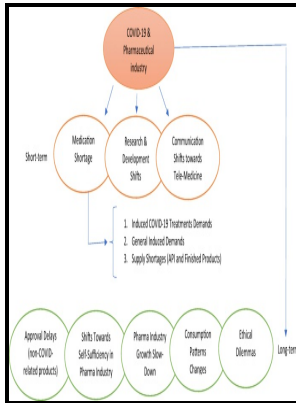 COVID-19 &
Pharmaceutical
industry
Short-term
Medication
Shortage
Research &
Development
Shifts
Communication
Shifts towards
Tele-Medicine
1. Induced COVID-19 Treatments Demands
2. General Induced Demands
3. Supply Shortages (API and Finished Products)
Approval Delays
(non-COVID-
related products)
Shifts Towards
Self-Sufficiency in
Pharma Industry
Pharma Industry
Growth Slow-
Down
Consumption
Patterns
Changes
Ethical
Dilemmas
Long-term